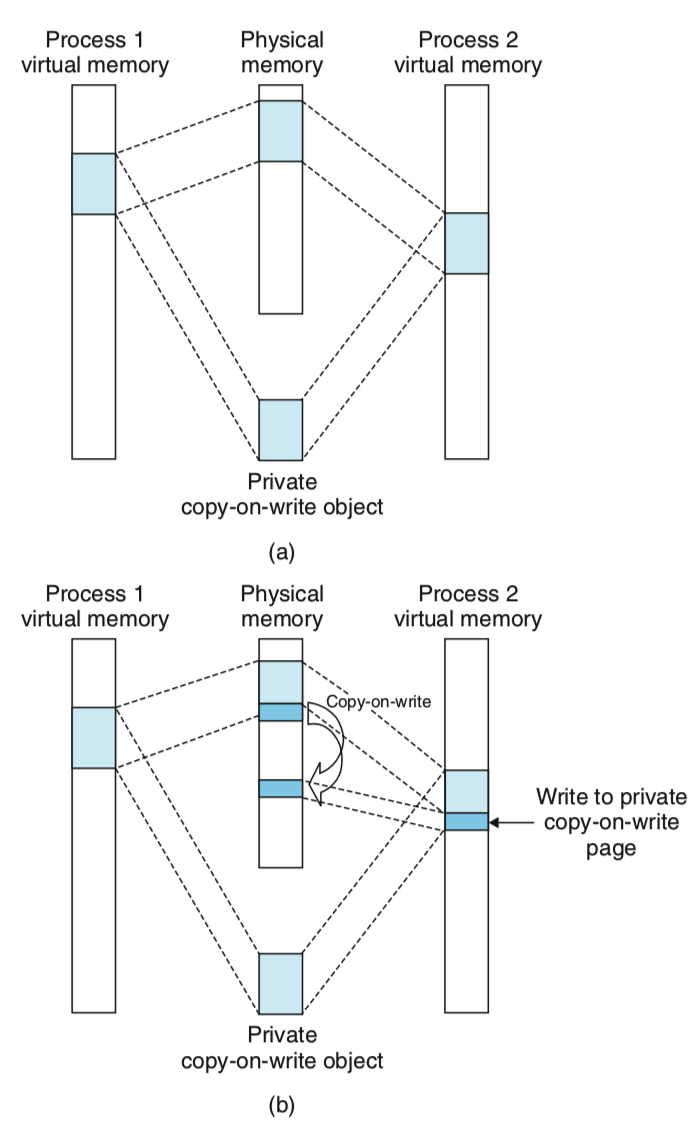 Process 1
virtual memory
Physical
memory
Process 2
virtual memory
Private
copy-on-write object
(a)
Process 1
virtual memory
Physical
memory
Process 2
virtual memory
Copy-on-write
Write to private
copy-on-write
page
Private
copy-on-write object
(b)